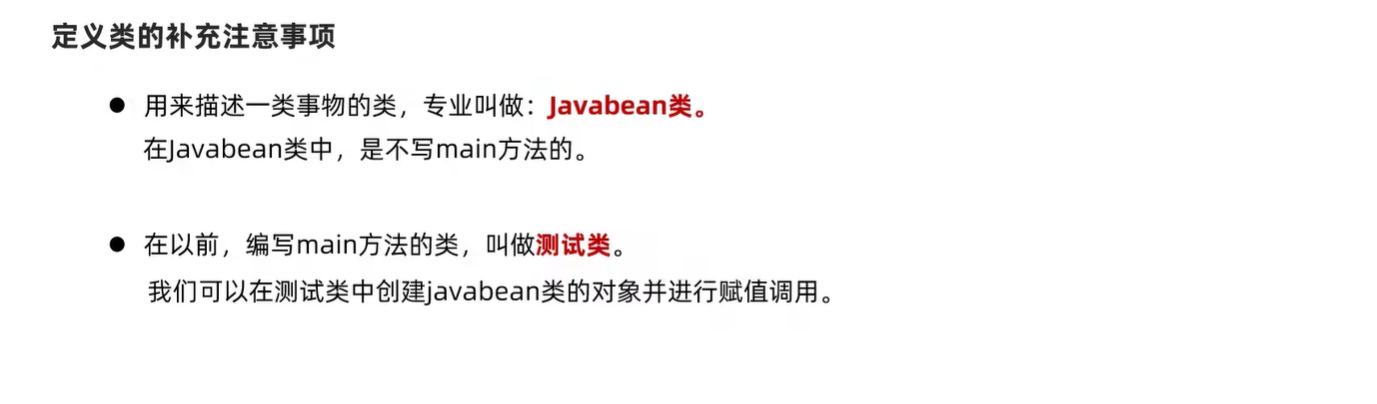 定义类的补充注意事项
● 用来描述一类事物的类，专业叫做：Javabean类。
在Javabean类中，是不写main方法的。
● 在以前，编写main方法的类，叫做测试类。
我们可以在测试类中创建javabean类的对象并进行赋值调用。